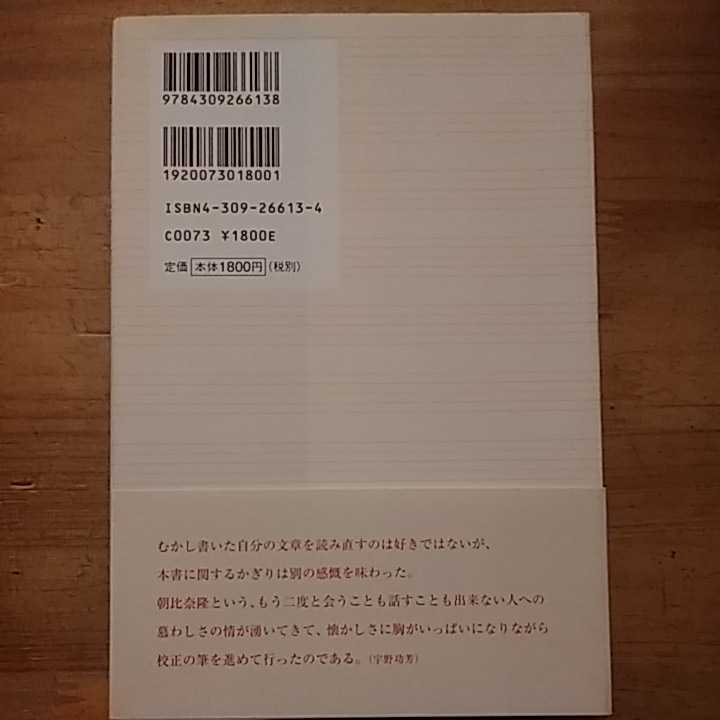 9784309266138
1920073018001
ISBN4-309-26613-4
C0073 ¥1800E
定価 本体1800円 (税別)
むかし書いた自分の文章を読み直すのは好きではないが、
本書に関するかぎりは別の感慨を味わった。
朝比奈隆という、もう二度と会うことも話すことも出来ない人への
慕わしさの情が湧いてきて、懐かしさに胸がいっぱいになりながら
校正の筆を進めて行ったのである。(宇野功芳)